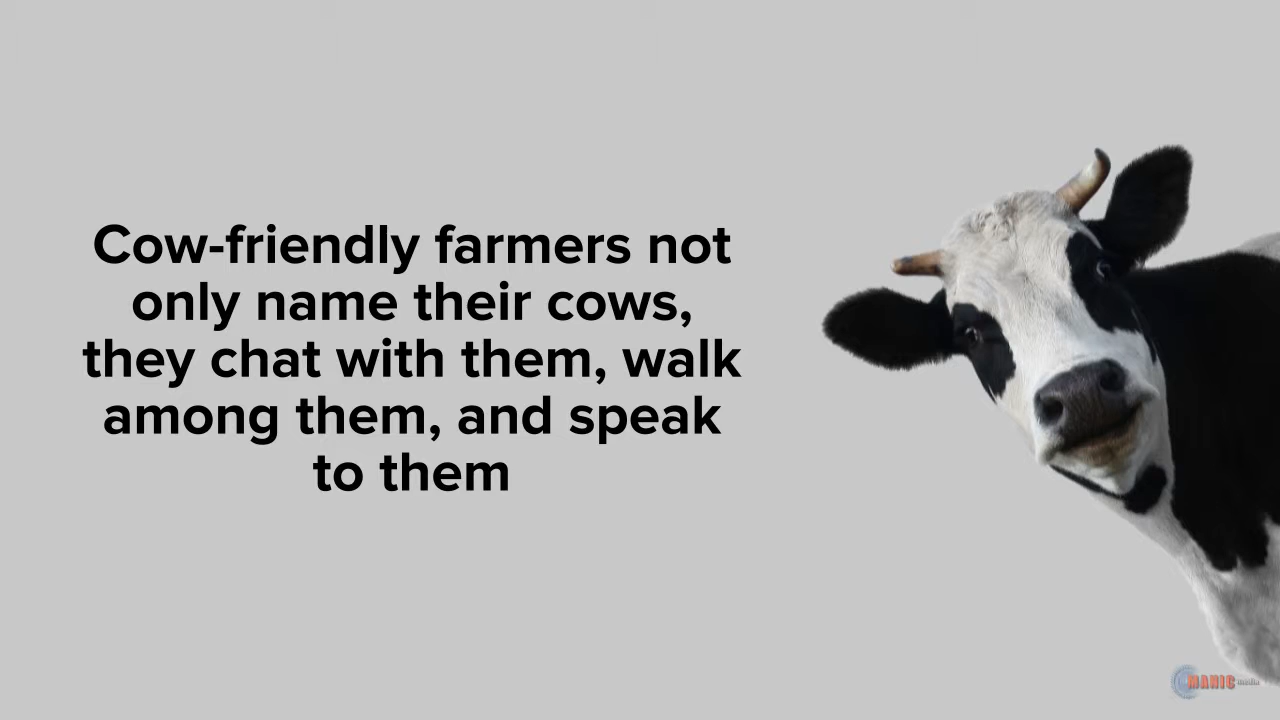 Cow-friendly farmers not
only name their cows,
they chat with them, walk
among them, and speak
to them
MANIC